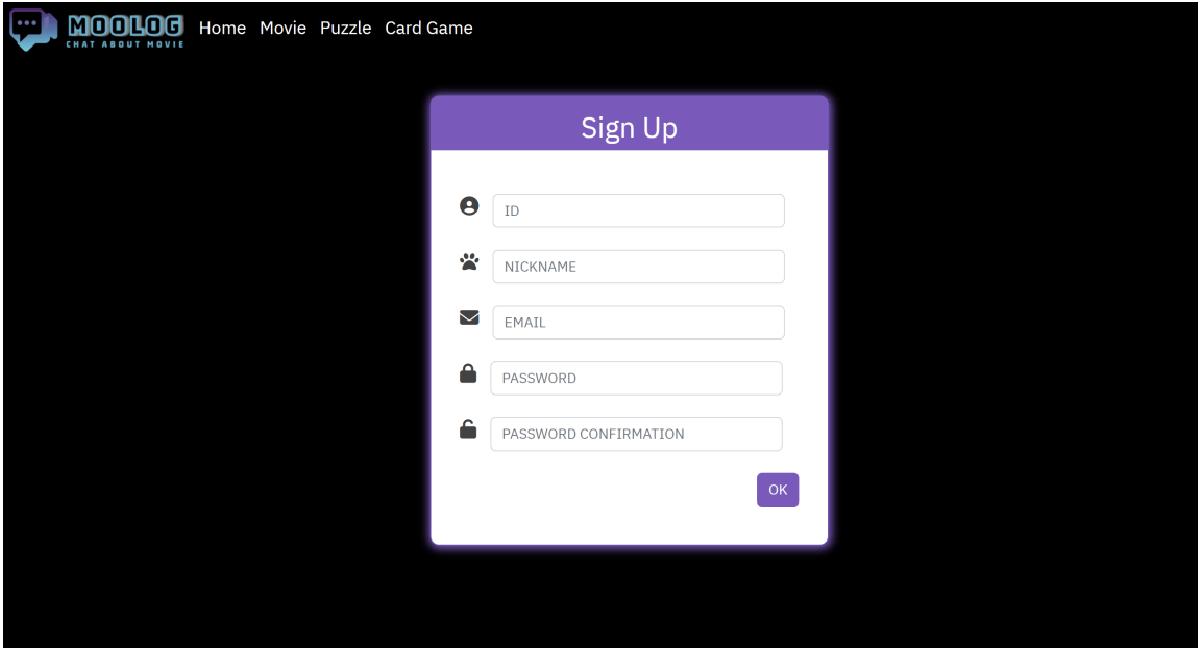 MOOLOG Home Movie Puzzle Card Game
CHAT ABOUT MOVIE
Sign Up
ID
NICKNAME
EMAIL
PASSWORD
PASSWORD CONFIRMATION
OK